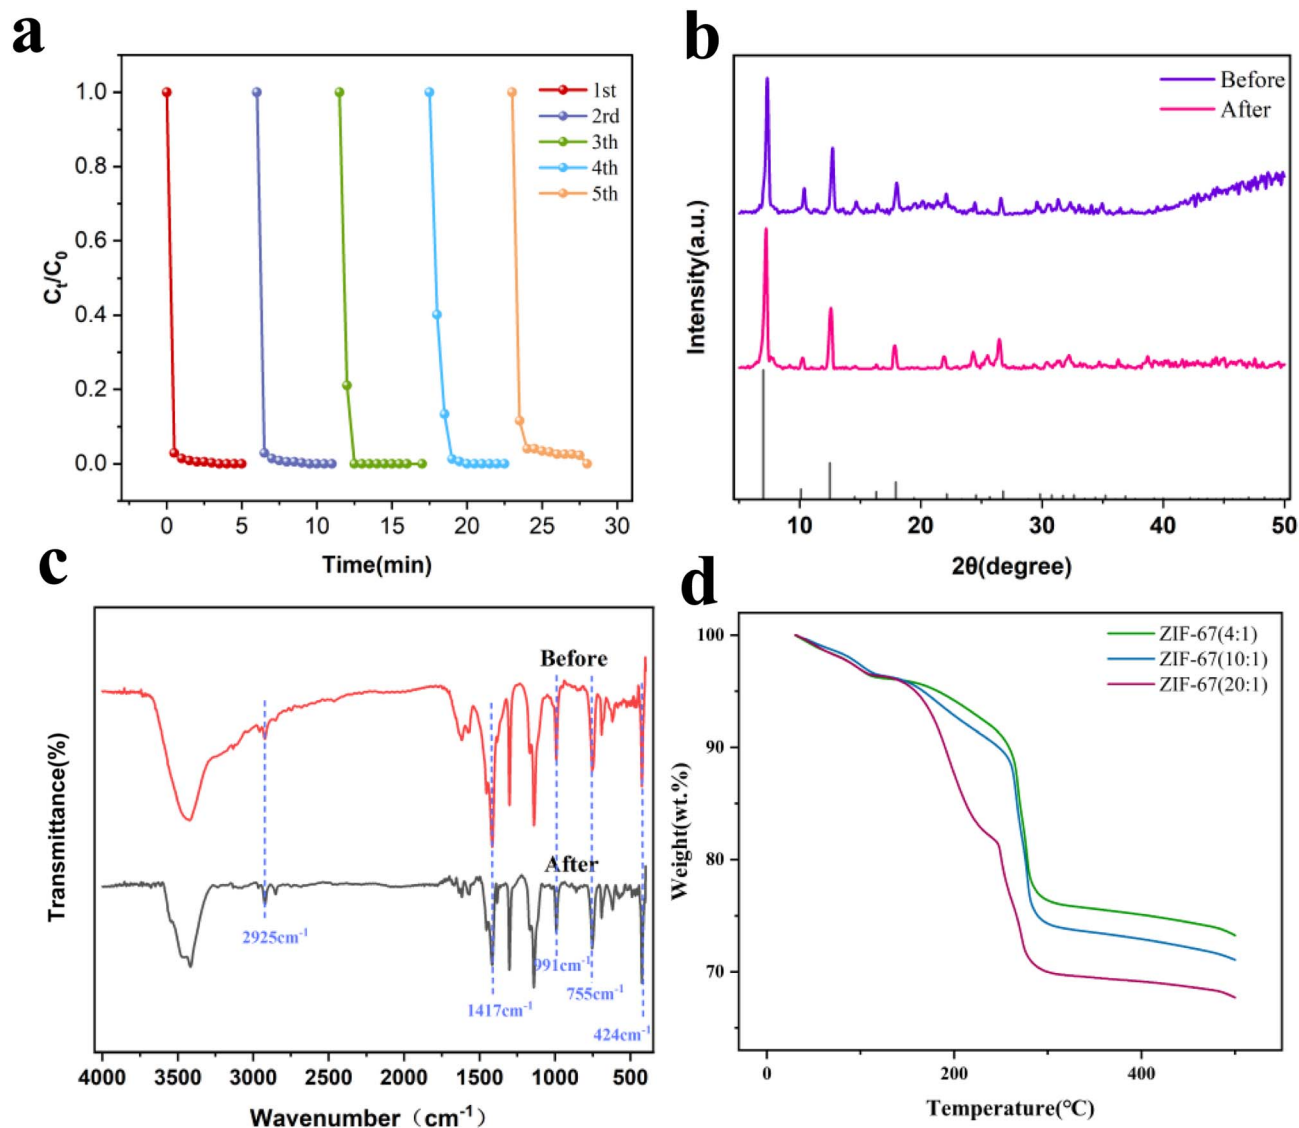 a
1.0
0.8
0.6
0.4
0.2
0.0
Ct/C0
0 5 10 15 20 25 30
Time(min)
1st
2rd
3th
4th
5th
b
Before
After
Intensity(a.u.)
10 20 30 40 50
2θ(degree)
c
Before
After
Transmittance(%)
2925cm-1
1417cm-1
991cm-1
755cm-1
424cm-1
4000 3500 3000 2500 2000 1500 1000 500
Wavenumber（cm-1）
d
100
90
80
70
Weight(wt.%)
ZIF-67(4:1)
ZIF-67(10:1)
ZIF-67(20:1)
0 200 400
Temperature(℃)